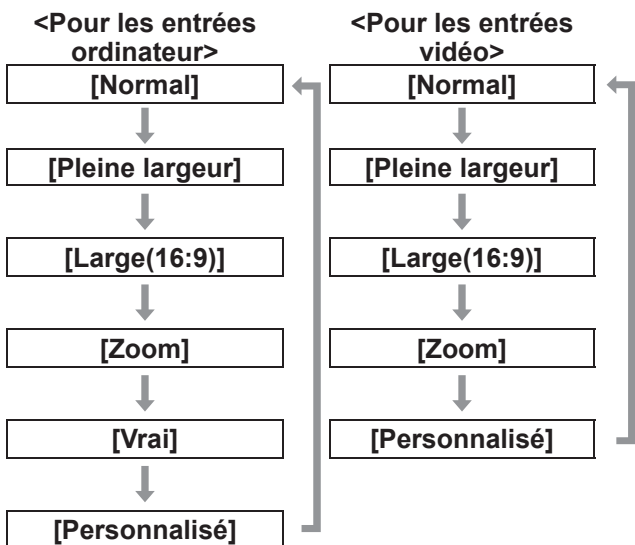 <Pour les entrées
ordinateur>
[Normal]
[Pleine largeur]
[Large(16:9)]
[Zoom]
[Vrai]
[Personnalisé]
<Pour les entrées
vidéo>
[Normal]
[Pleine largeur]
[Large(16:9)]
[Zoom]
[Personnalisé]